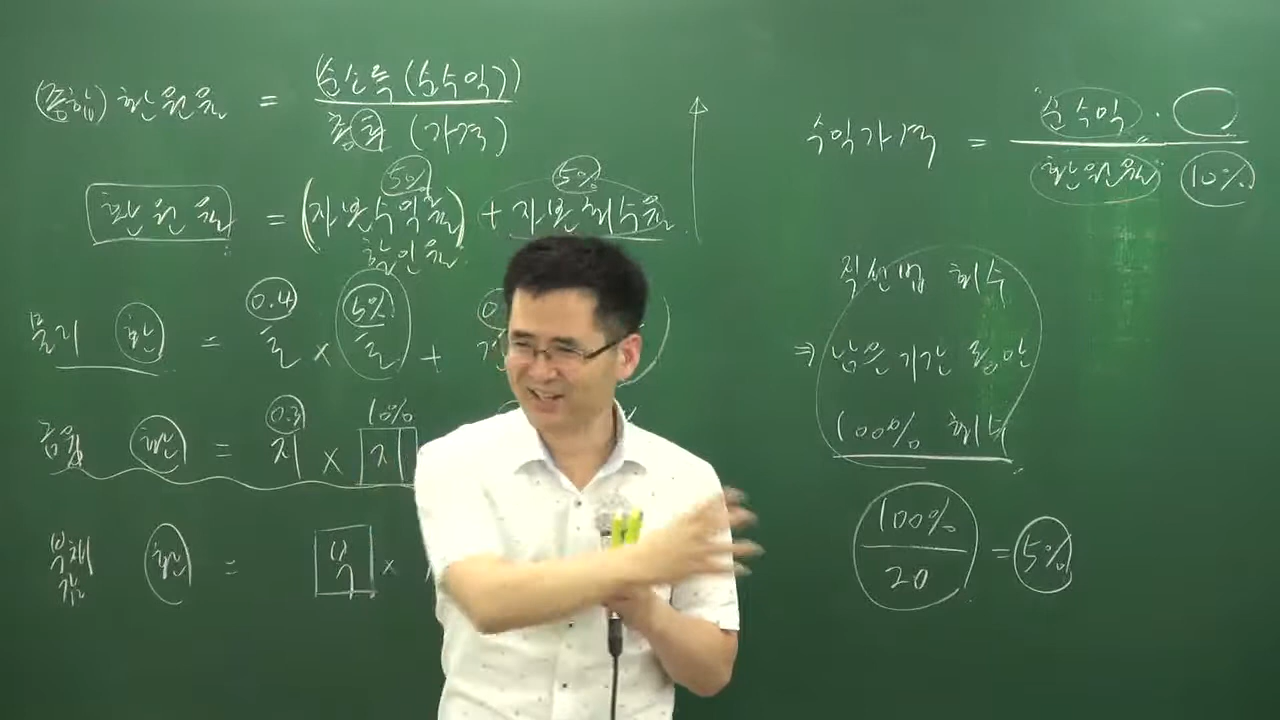 (종합) 환원율 = 순소득 (순수익) / 총화 (가격)
환원율 = (자본수익률) + 자본회수율
5% 5%
할인율
물리 환 = 토 × 토 +
0.4 5%
금융 환 = 지 × 지
0.3 10%
부채 환 =
감
수익가격 = 순수익 · / 환원율 10%
직선법 회수
⇒ 남은 기간 동안
100% 회수
100% / 20 = 5%